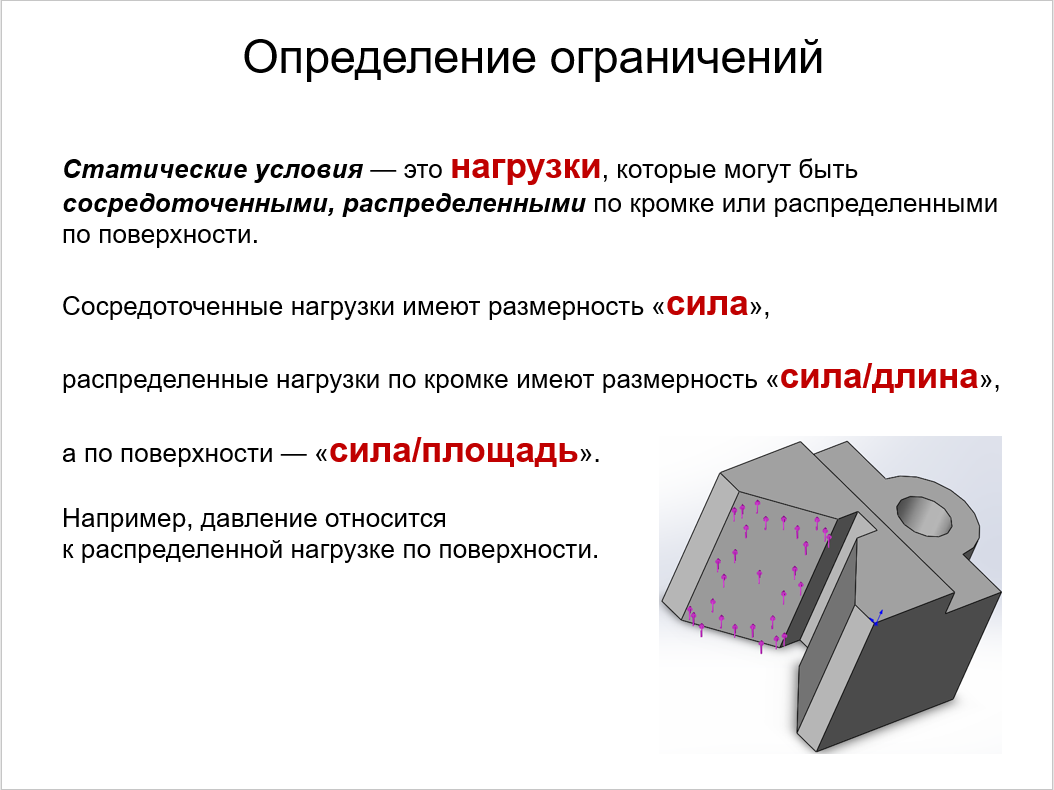 Определение ограничений
Статические условия — это нагрузки, которые могут быть
сосредоточенными, распределенными по кромке или распределенными
по поверхности.
Сосредоточенные нагрузки имеют размерность «сила»,
распределенные нагрузки по кромке имеют размерность «сила/длина»,
а по поверхности — «сила/площадь».
Например, давление относится
к распределенной нагрузке по поверхности.